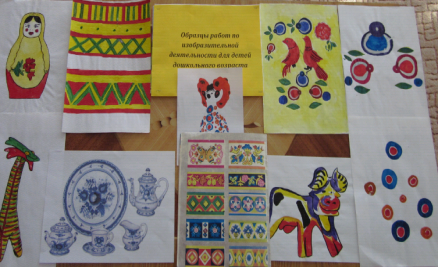 Образцы работ по
изобразительной
деятельности для детей
дошкольного возраста